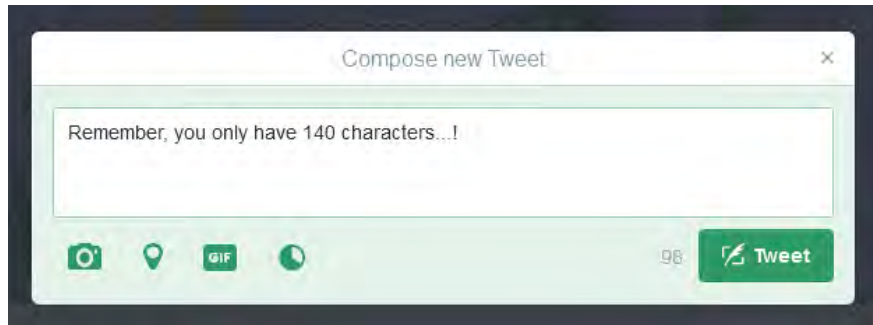 Compose new Tweet ×
Remember, you only have 140 characters...!
GIF 98 Tweet